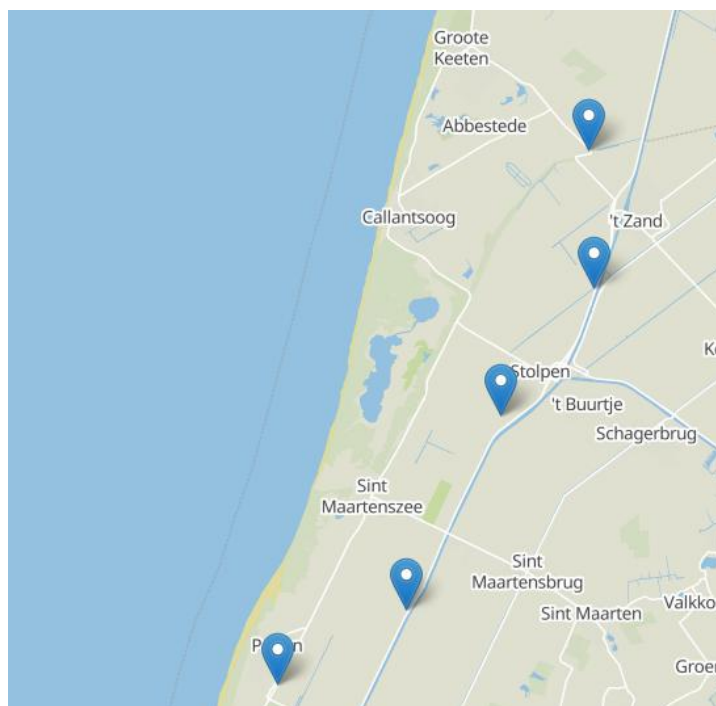 Groote
Keeten
Abbestede
Callantsoog
't Zand
Stolpen
't Buurtje
Schagerbrug
Sint
Maartenszee
Sint
Maartensbrug
Sint Maarten